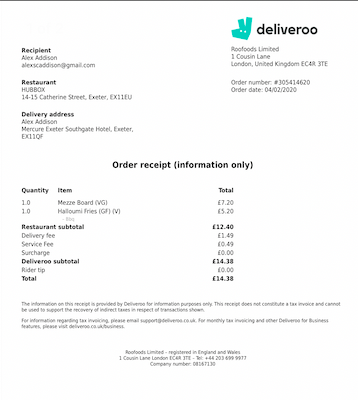 deliveroo
Recipient
Alex Addison
alexscaddison@gmail.com
Roofoods Limited
1 Cousin Lane
London, United Kingdom EC4R 3TE
Restaurant
HUBBOX
14-15 Catherine Street, Exeter, EX11EU
Order number: #305414620
Order date: 04/02/2020
Delivery address
Alex Addison
Mercure Exeter Southgate Hotel, Exeter,
EX11QF
Order receipt (information only)
Quantity Item Total
1.0 Mezze Board (VG) £7.20
1.0 Halloumi Fries (GF) (V) £5.20
Restaurant subtotal £12.40
Delivery fee £1.49
Service Fee £0.49
Surcharge £0.00
Deliveroo subtotal £14.38
Rider tip £0.00
Total £14.38
The information on this receipt is provided by Deliveroo for information purposes only. This receipt does not constitute a tax invoice and cannot
be used to support the recovery of indirect taxes in respect of transactions shown.
For information regarding tax invoicing, please email support@deliveroo.co.uk. For monthly tax invoicing and other Deliveroo for Business
features, please visit deliveroo.co.uk/business.
Roofoods Limited - registered in England and Wales
1 Cousin Lane London EC4R 3TE - Tel: +44 203 699 9977
Company number: 08167130